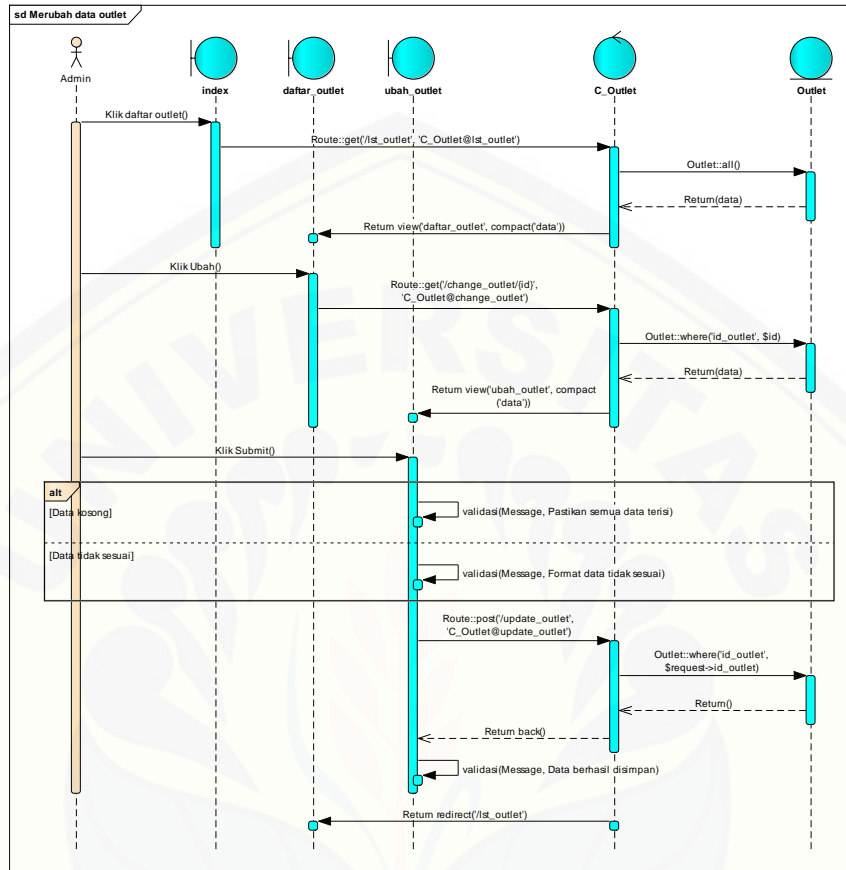 sd Merubah data outlet
Admin
index
daftar_outlet
ubah_outlet
C_Outlet
Outlet
Klik daftar outlet()
Route::get('/lst_outlet', 'C_Outlet@lst_outlet')
Outlet::all()
Return(data)
Return view('daftar_outlet', compact('data'))
Klik Ubah()
Route::get('/change_outlet/{id}',
'C_Outlet@change_outlet')
Outlet::where('id_outlet', $id)
Return(data)
Return view('ubah_outlet', compact
('data'))
Klik Submit()
alt
[Data kosong]
validasi(Message, Pastikan semua data terisi)
[Data tidak sesuai]
validasi(Message, Format data tidak sesuai)
Route::post('/update_outlet',
'C_Outlet@update_outlet')
Outlet::where('id_outlet',
$request->id_outlet)
Return()
Return back()
validasi(Message, Data berhasil disimpan)
Return redirect('/lst_outlet')
UNIVERSITAS